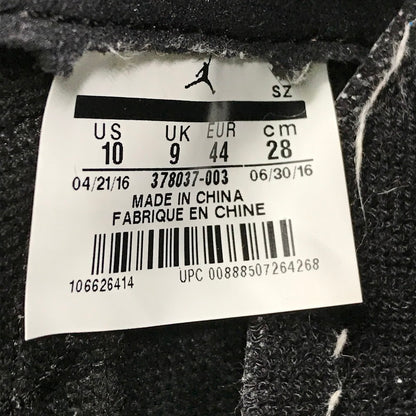 SZ
US UK EUR cm
10 9 44 28
04/21/16 378037-003 06/30/16
MADE IN CHINA
FABRIQUE EN CHINE
106626414 UPC 00888507264268